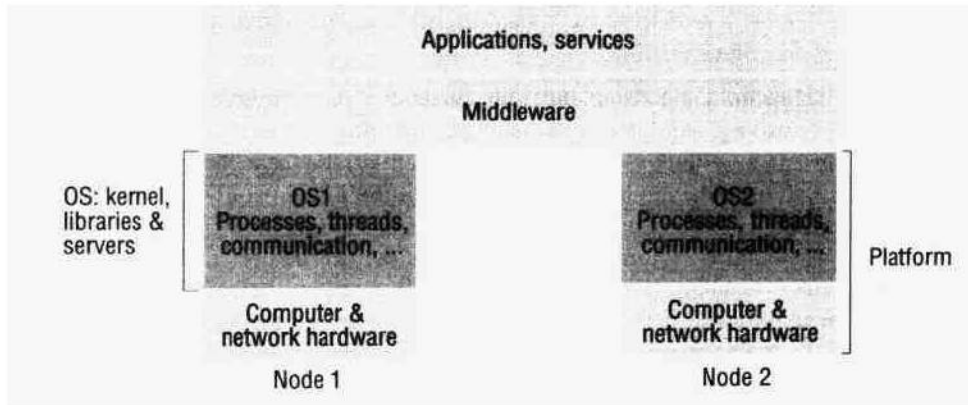 Applications, services
Middleware
OS: kernel,
libraries &
servers
OS1
Processes, threads,
communication, ...
OS2
Processes, threads,
communication, ...
Platform
Computer &
network hardware
Computer &
network hardware
Node 1
Node 2